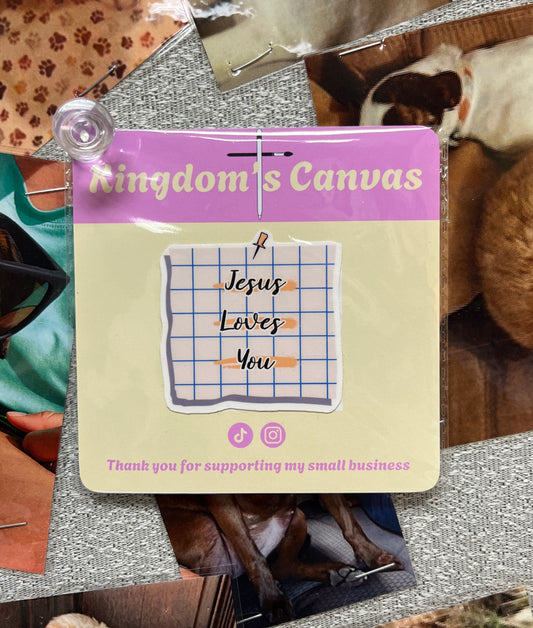 Kingdom's Canvas
Jesus
Loves
You
Thank you for supporting my small business